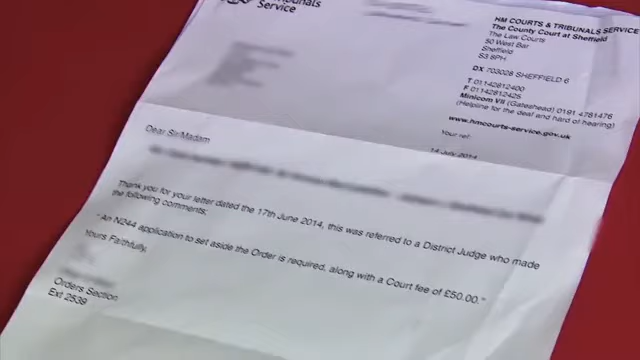 Tribunals
Service
HM COURTS & TRIBUNALS SERVICE
The County Court at Sheffield
The Law Courts
50 West Bar
Sheffield
S3 8PH
DX 703028 SHEFFIELD 6
T 01142812400
F 01142812425
Minicom VII (Gateshead) 0191 4781476
(Helpline for the deaf and hard of hearing)
www.hmcourts-service.gov.uk
Your ref:
14 July 2014
Dear Sir/Madam
Thank you for your letter dated the 17th June 2014, this was referred to a District Judge who made
the following comments;
"An N244 application to set aside the Order is required, along with a Court fee of £50.00."
Yours Faithfully,
Orders Section
Ext 2539